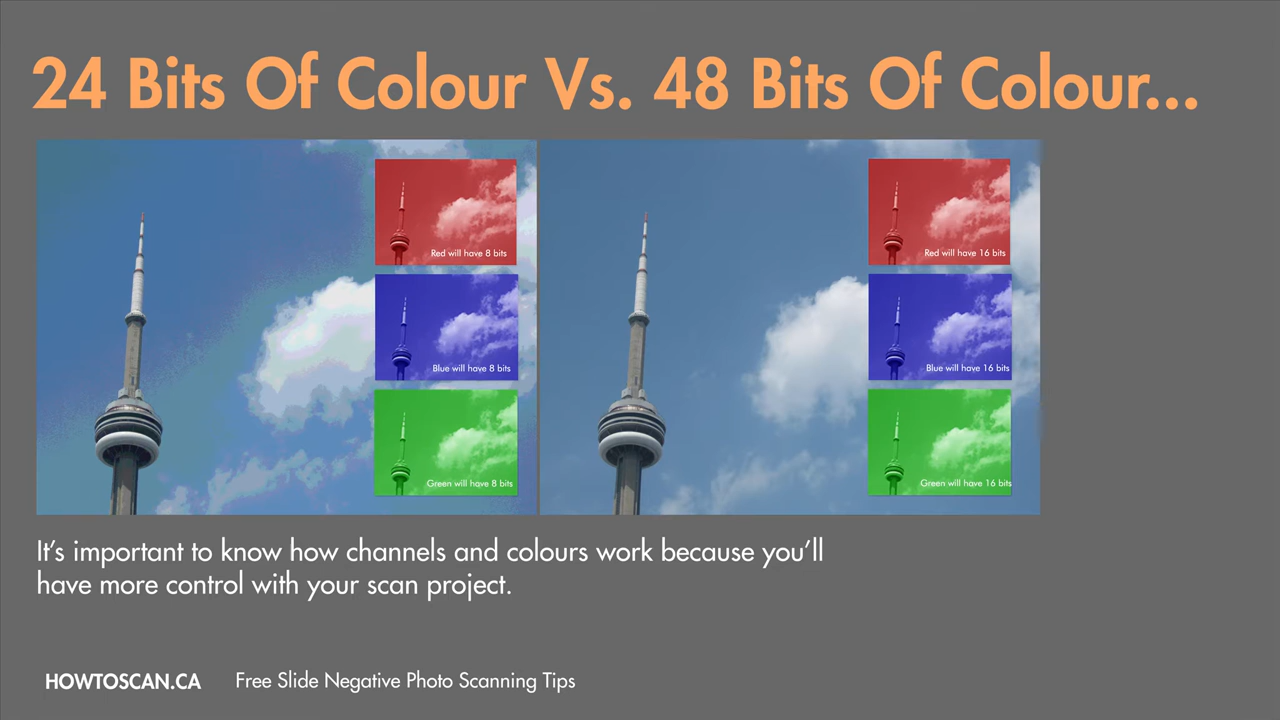 24 Bits Of Colour Vs. 48 Bits Of Colour...
Red will have 8 bits
Blue will have 8 bits
Green will have 8 bits
Red will have 16 bits
Blue will have 16 bits
Green will have 16 bits
It's important to know how channels and colours work because you'll
have more control with your scan project.
HOWTOSCAN.CA
Free Slide Negative Photo Scanning Tips